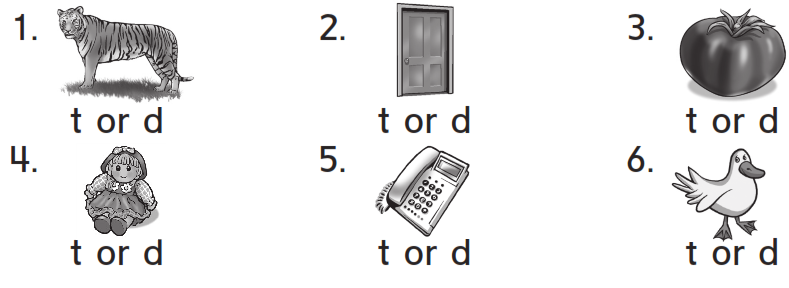 1. 2. 3.
t or d t or d t or d
4. 5. 6.
t or d t or d t or d